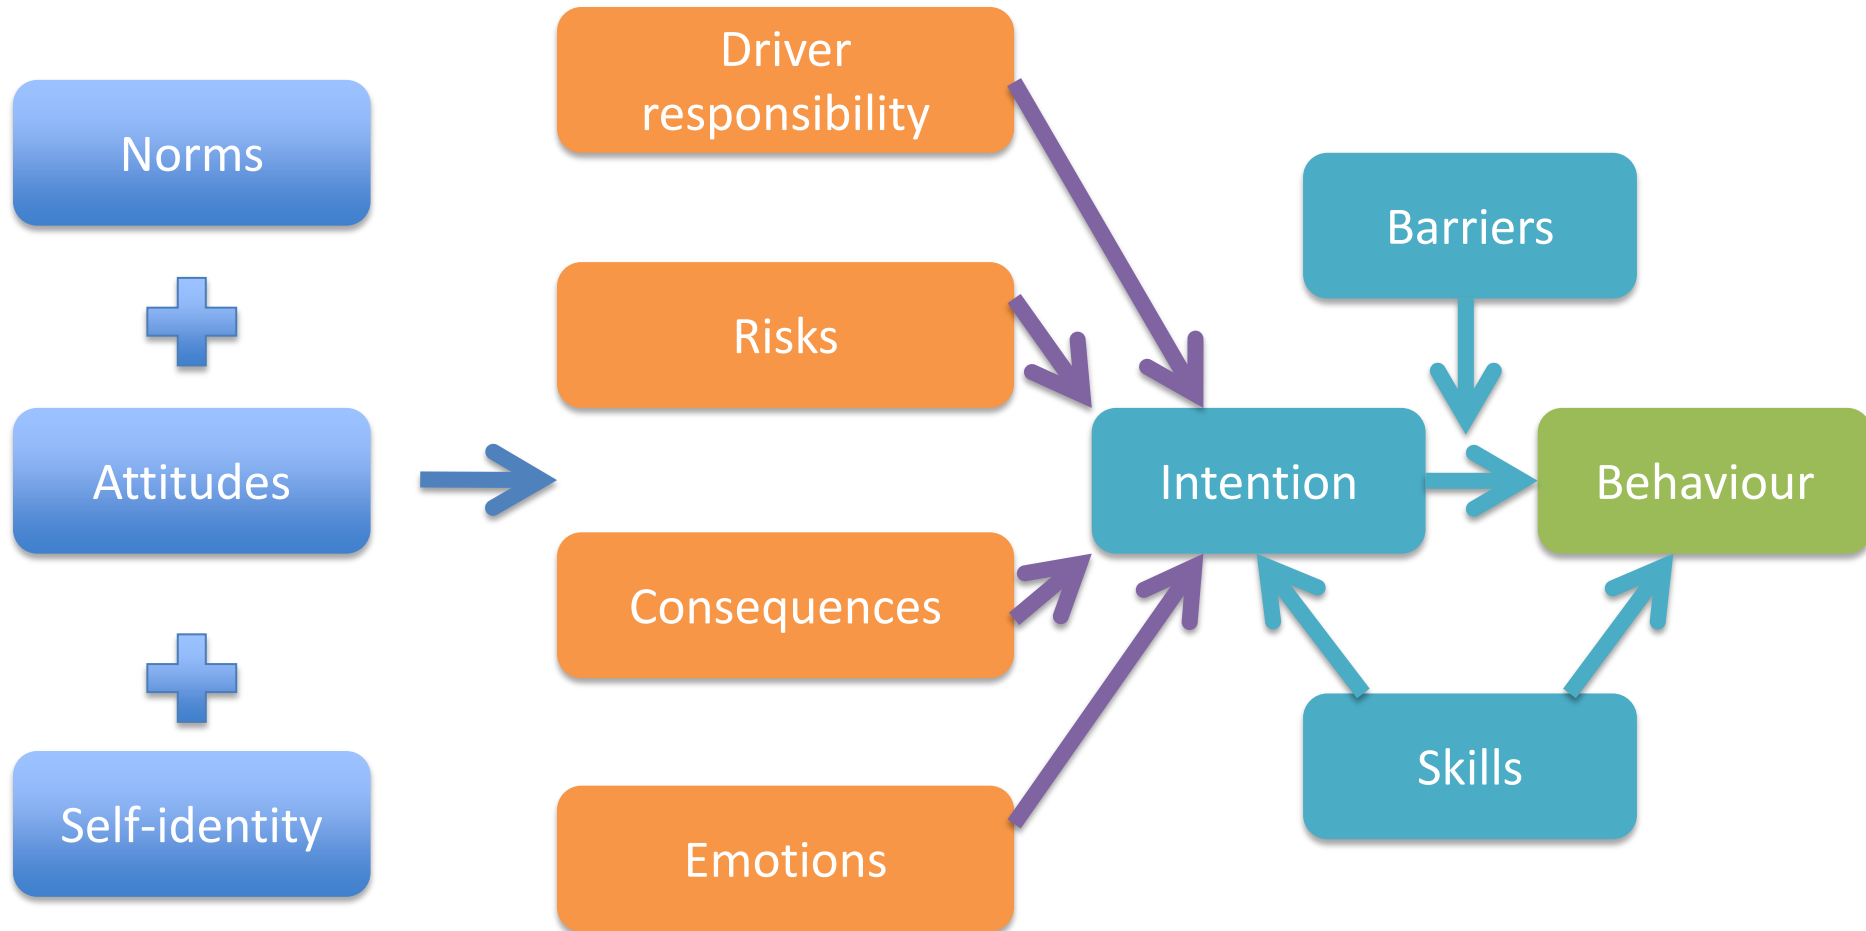 Norms
Attitudes
Self-identity
Driver
responsibility
Risks
Consequences
Emotions
Intention
Barriers
Skills
Behaviour